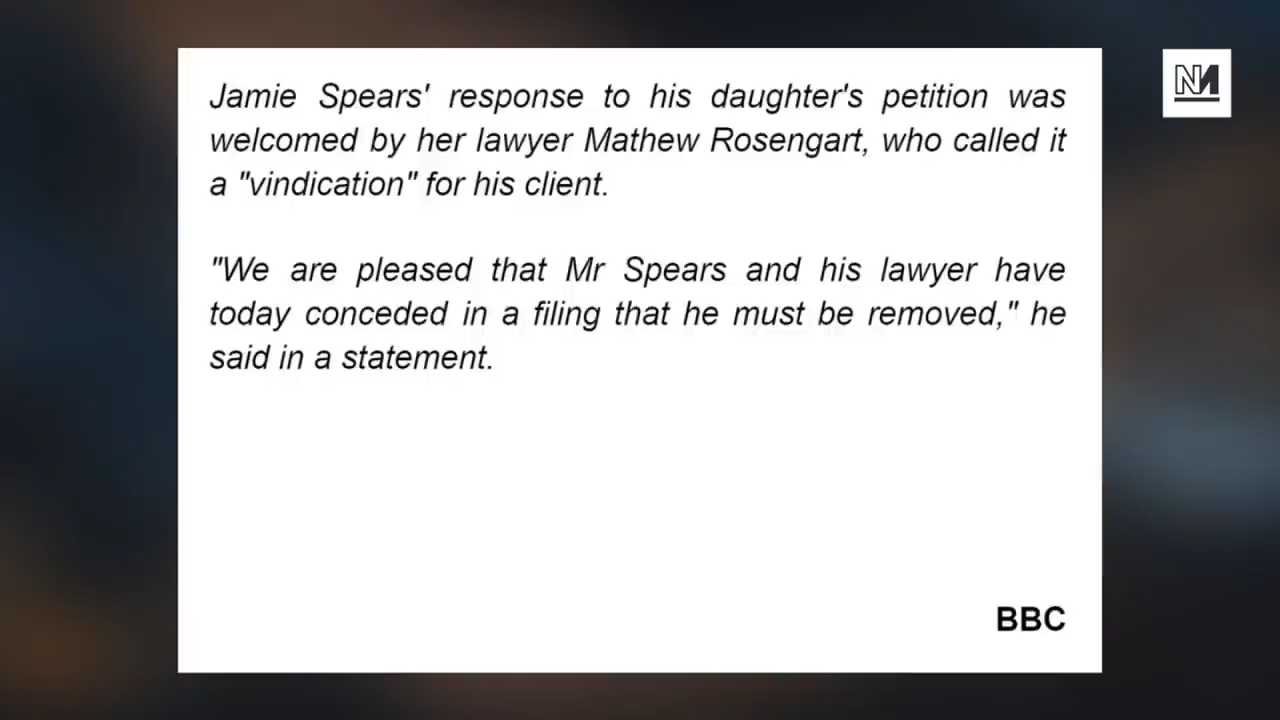 Jamie Spears' response to his daughter's petition was
welcomed by her lawyer Mathew Rosengart, who called it
a "vindication" for his client.
"We are pleased that Mr Spears and his lawyer have
today conceded in a filing that he must be removed," he
said in a statement.
BBC
NM